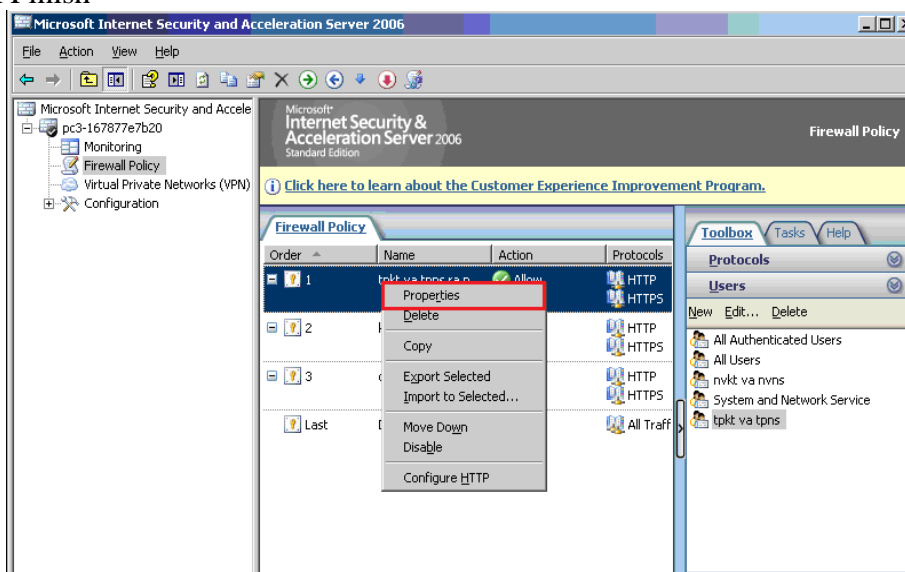 Microsoft Internet Security and Acceleration Server 2006
File Action View Help
Microsoft Internet Security and Accele
pc3-167877e7b20
Monitoring
Firewall Policy
Virtual Private Networks (VPN)
Configuration
Microsoft
Internet Security &
Acceleration Server 2006
Standard Edition
Firewall Policy
Click here to learn about the Customer Experience Improvement Program.
Firewall Policy
Order Name Action Protocols
1 tpkt va tpns ra n Allow HTTP
HTTPS
2 HTTP
HTTPS
3 HTTP
HTTPS
Last All Traff
Properties
Delete
Copy
Export Selected
Import to Selected...
Move Down
Disable
Configure HTTP
Toolbox Tasks Help
Protocols
Users
New Edit... Delete
All Authenticated Users
All Users
nvkt va nvns
System and Network Service
tpkt va tpns